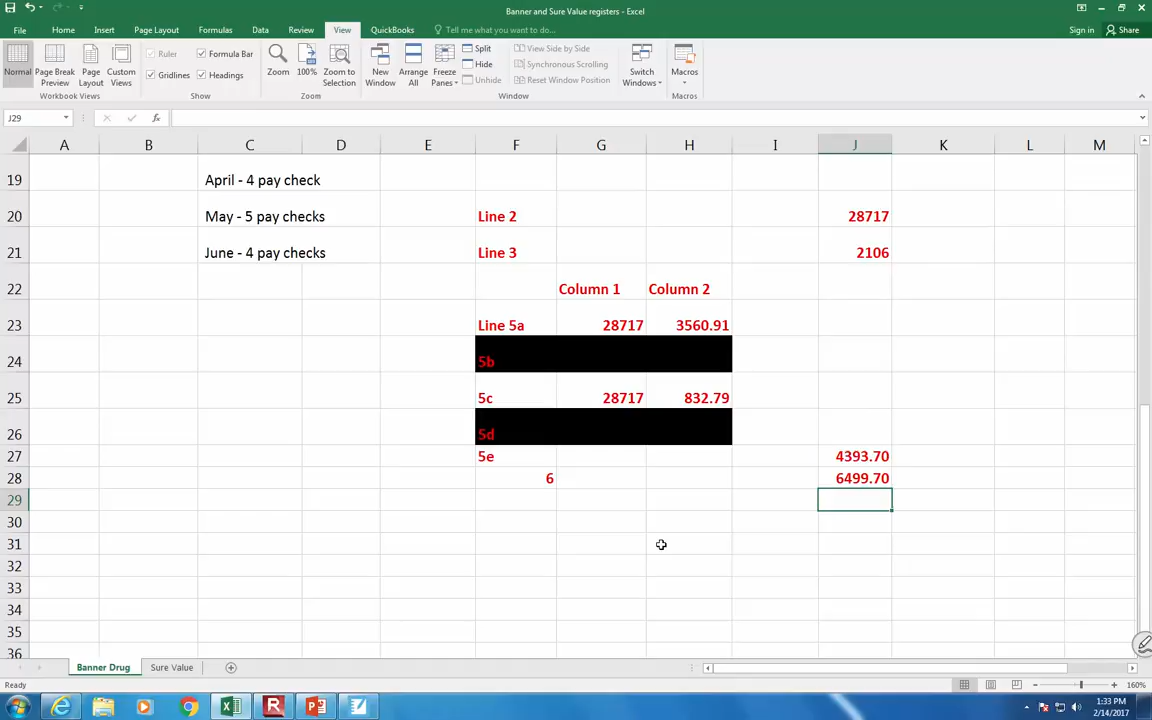 Banner and Sure Value registers - Excel
File Home Insert Page Layout Formulas Data Review View QuickBooks Tell me what you want to do... Sign in Share
Normal Page Break Preview Page Layout Custom Views
Ruler Formula Bar
Gridlines Headings
Zoom 100% Zoom to Selection
New Window Arrange All Freeze Panes
Split
Hide
Unhide
View Side by Side
Synchronous Scrolling
Reset Window Position
Switch Windows Macros
Workbook Views Show Zoom Window Macros
J29 fx
A B C D E F G H I J K L M
19 April - 4 pay check
20 May - 5 pay checks Line 2 28717
21 June - 4 pay checks Line 3 2106
22 Column 1 Column 2
23 Line 5a 28717 3560.91
24 5b
25 5c 28717 832.79
26 5d
27 5e 4393.70
28 6 6499.70
29
30
31
32
33
34
35
36
Banner Drug Sure Value
Ready 160%
1:33 PM
2/14/2017